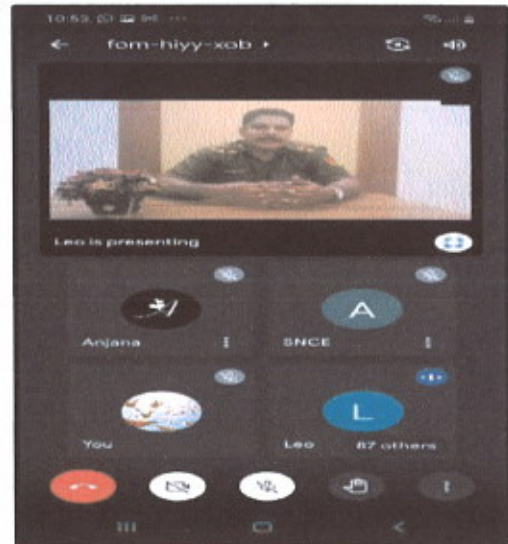 10:53
fom-hiyy-xob
Leo is presenting
A
Anjana
SNCE
L
You
Leo 87 others